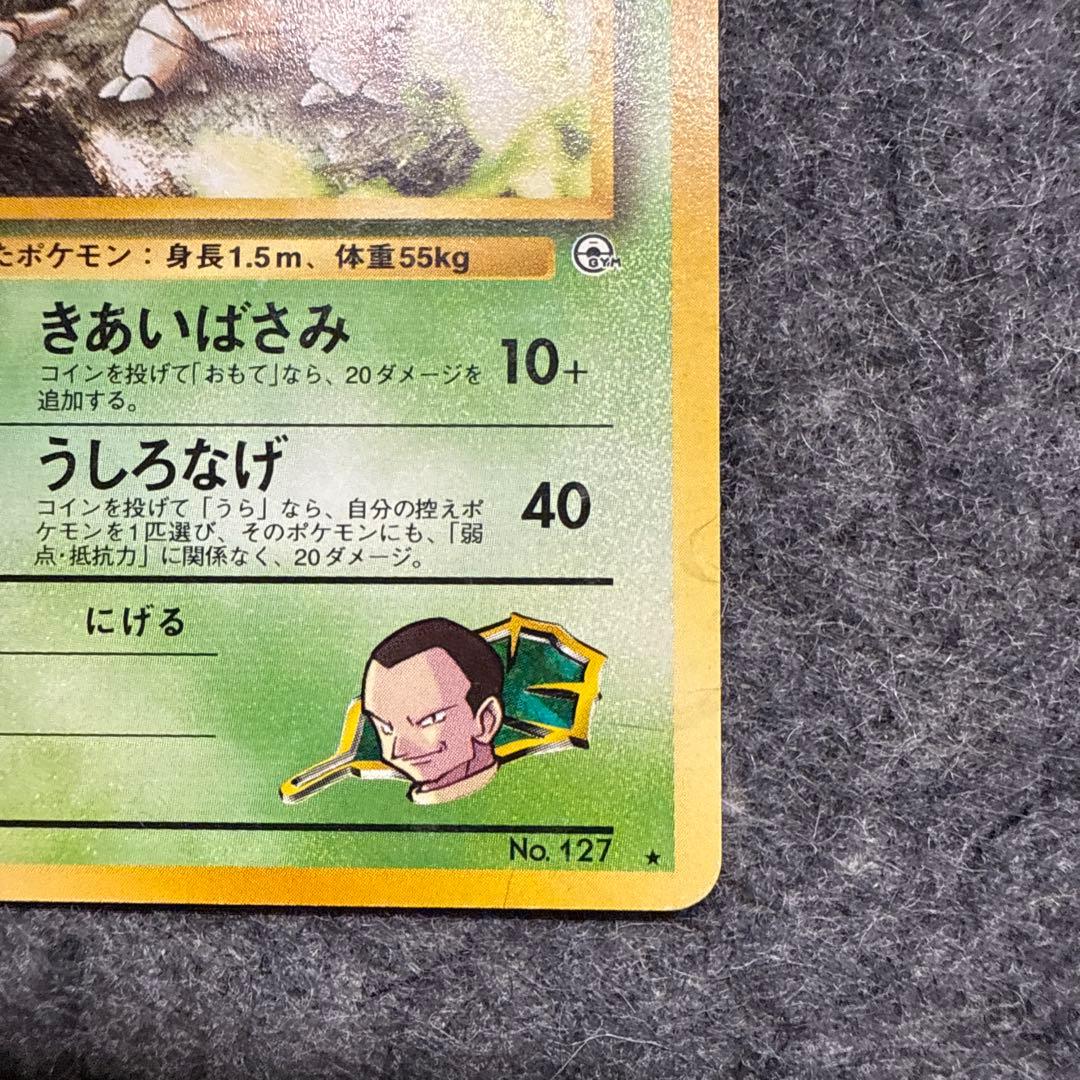 たポケモン：身長1.5m、体重55kg
GYM
きあいばさみ
10+
コインを投げて「おもて」なら、20ダメージを
追加する。
うしろなげ
40
コインを投げて「うら」なら、自分の控えポ
ケモンを1匹選び、そのポケモンにも、「弱
点·抵抗力」に関係なく、20ダメージ。
にげる
No. 127 ★